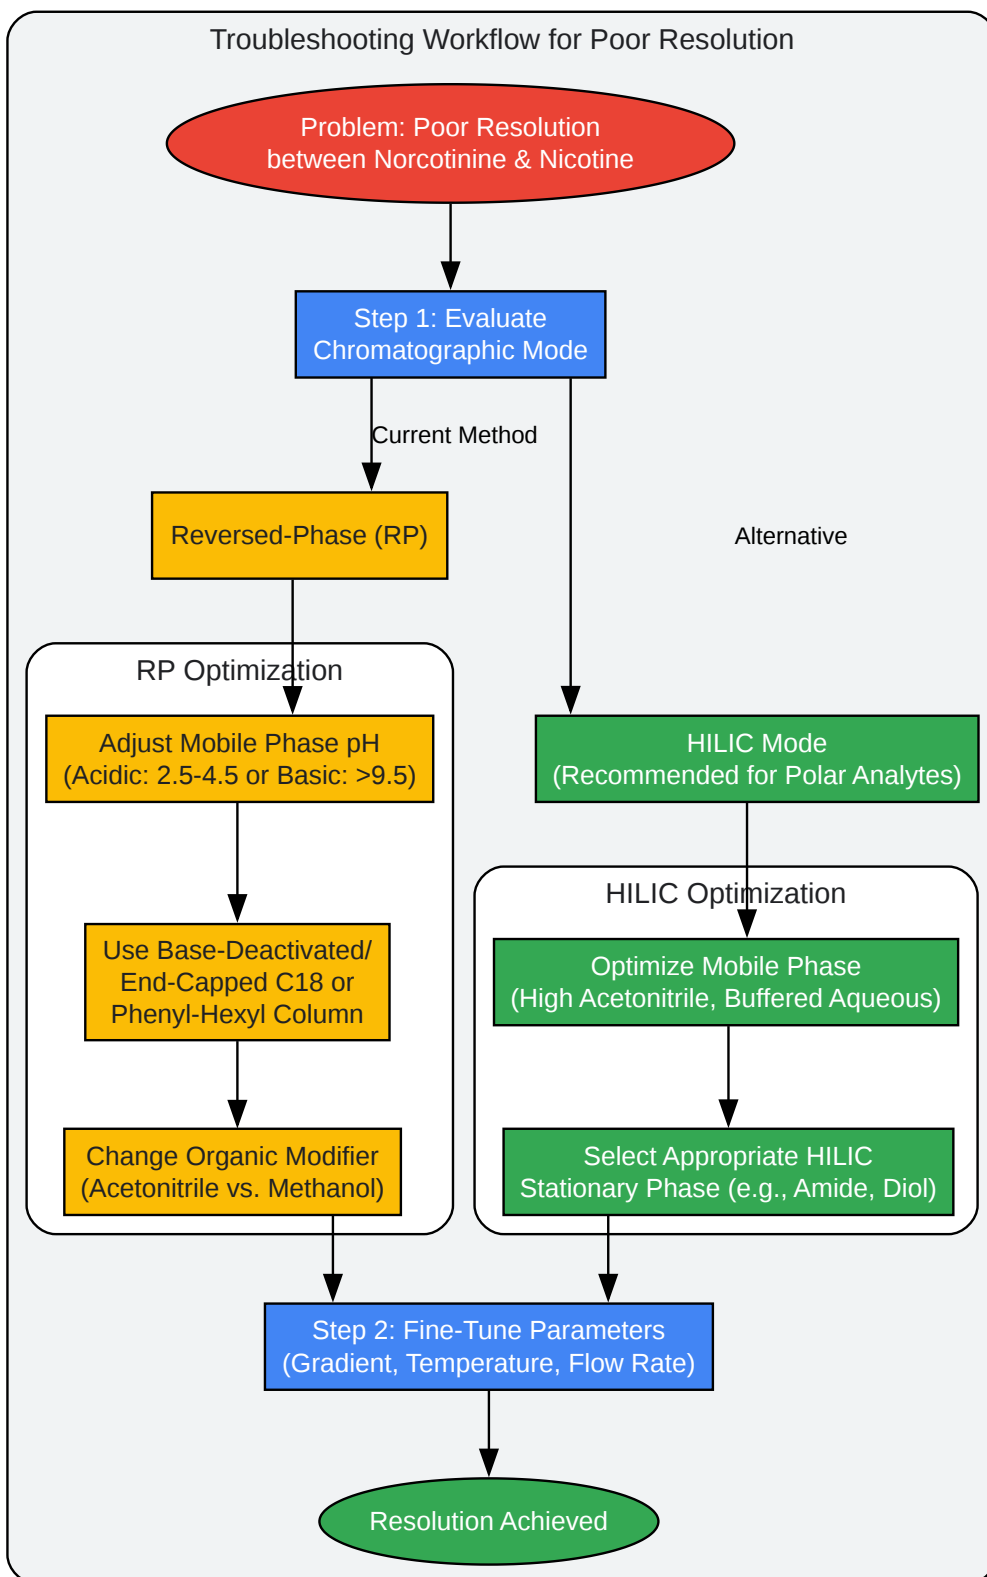 Troubleshooting Workflow for Poor Resolution
Problem: Poor Resolution
between Norcotinine & Nicotine
Step 1: Evaluate
Chromatographic Mode
Current Method
Reversed-Phase (RP)
Alternative
RP Optimization
Adjust Mobile Phase pH
(Acidic: 2.5-4.5 or Basic: >9.5)
HILIC Mode
(Recommended for Polar Analytes)
Use Base-Deactivated/
End-Capped C18 or
Phenyl-Hexyl Column
HILIC Optimization
Optimize Mobile Phase
(High Acetonitrile, Buffered Aqueous)
Change Organic Modifier
(Acetonitrile vs. Methanol)
Select Appropriate HILIC
Stationary Phase (e.g., Amide, Diol)
Step 2: Fine-Tune Parameters
(Gradient, Temperature, Flow Rate)
Resolution Achieved